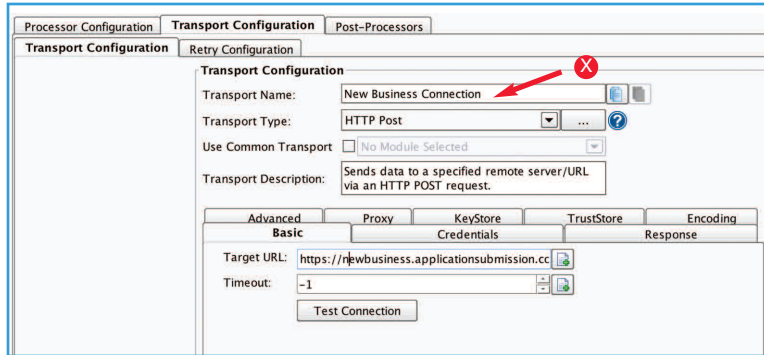 Processor Configuration Transport Configuration Post-Processors
Transport Configuration Retry Configuration
Transport Configuration
X
Transport Name: New Business Connection
Transport Type: HTTP Post ... ?
Use Common Transport No Module Selected
Transport Description: Sends data to a specified remote server/URL
via an HTTP POST request.
Advanced Proxy KeyStore TrustStore Encoding
Basic Credentials Response
Target URL: https://newbusiness.applicationsubmission.cc
Timeout: -1
Test Connection